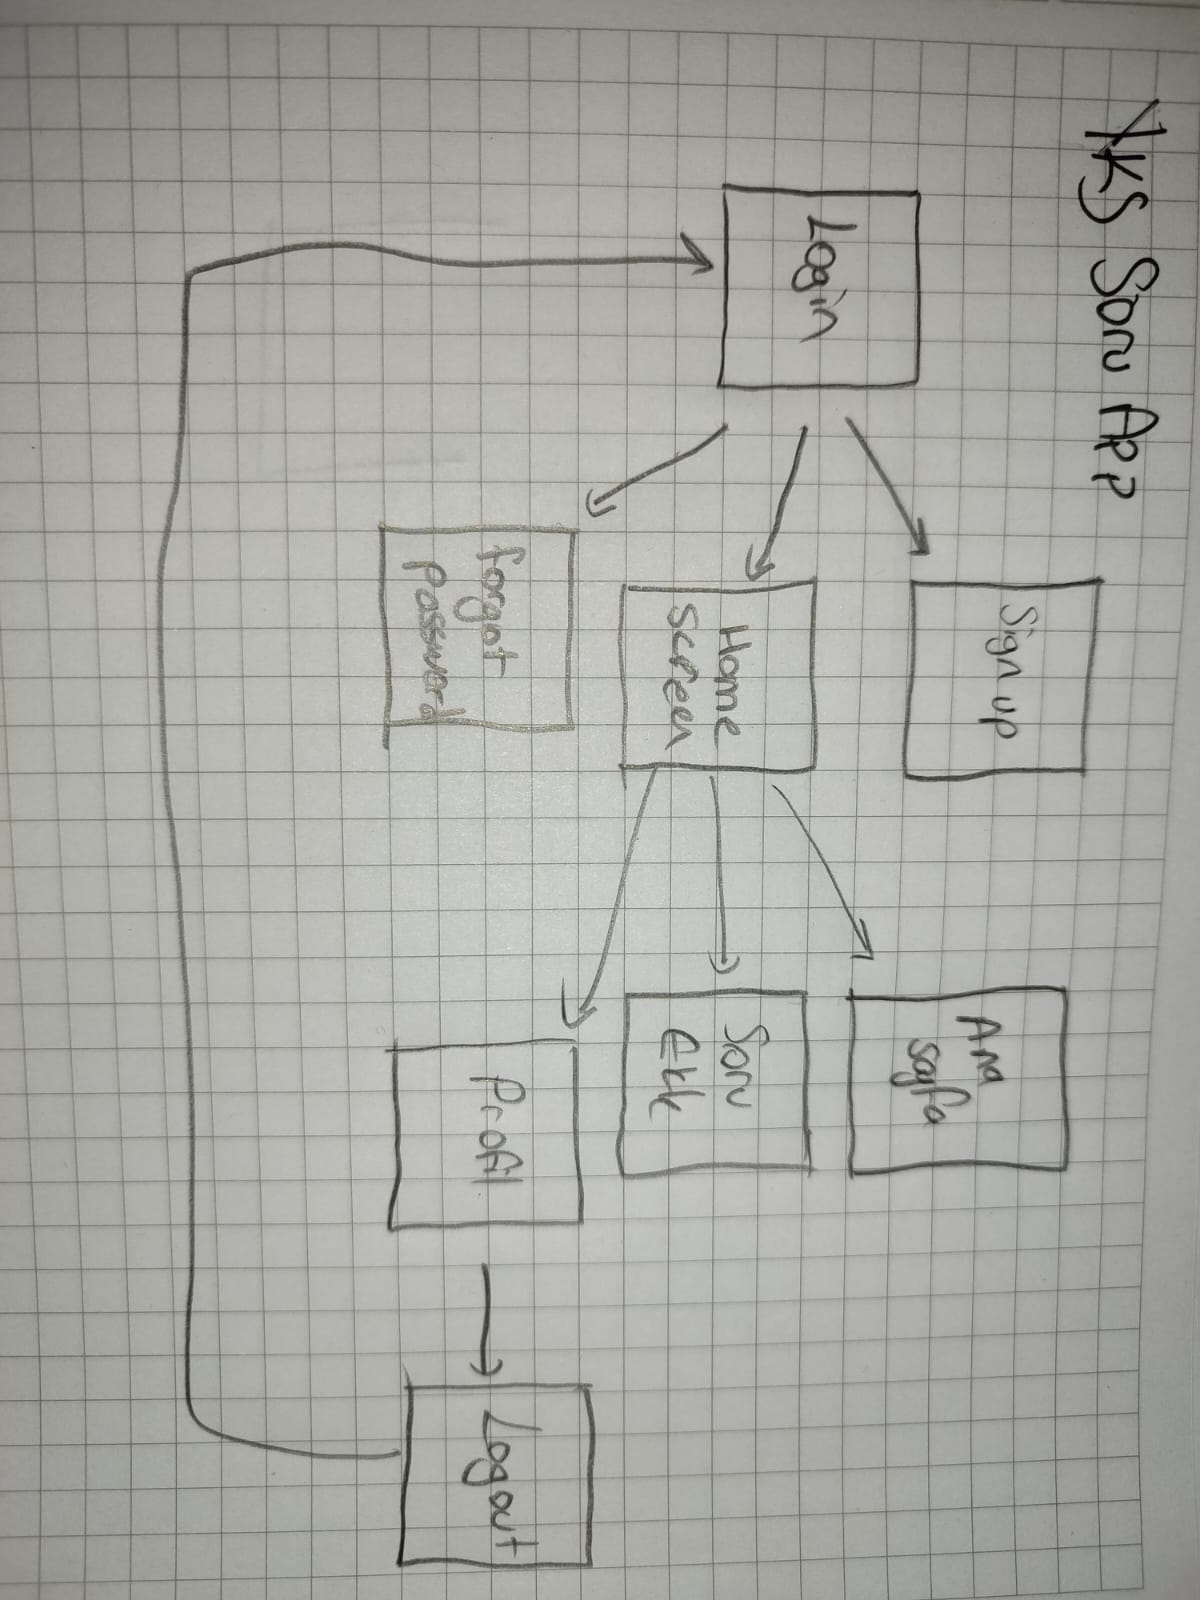 YKS Soru App
Login
Sign up
Home
screen
forgot
password
Ana
sayfa
Soru
Ekle
Profil
Logout